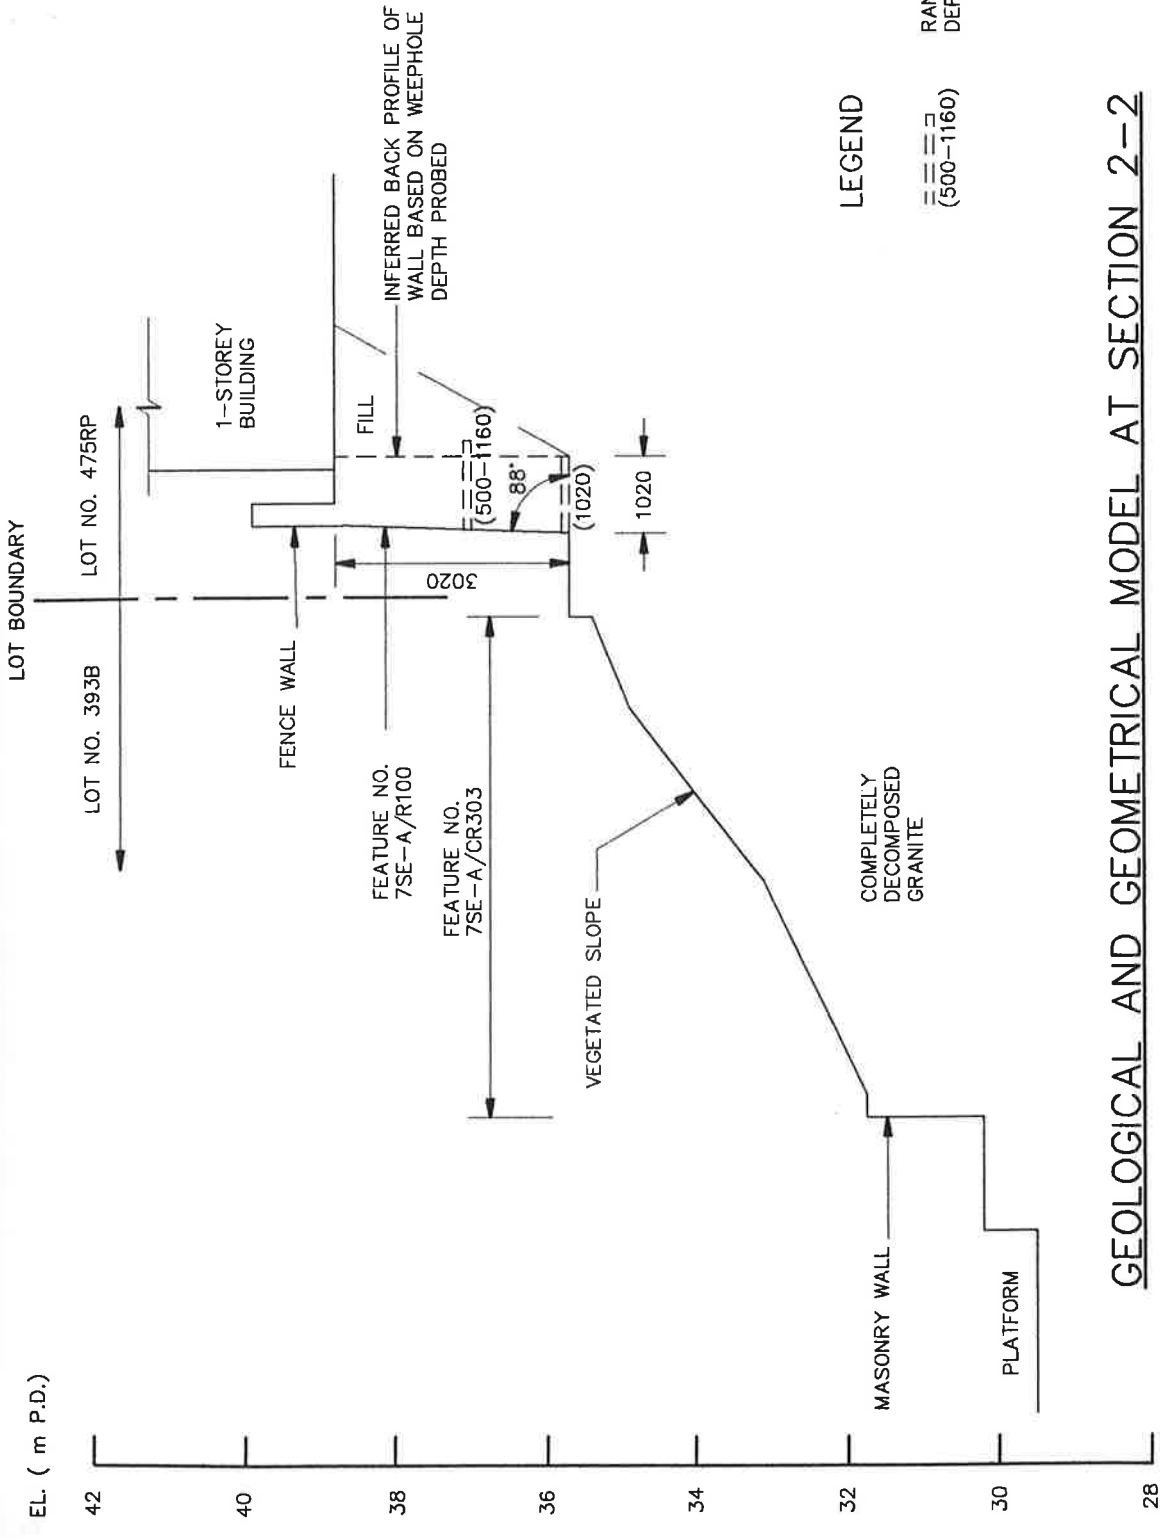 EL. ( m P.D.)
42
40
38
36
34
32
30
28
LOT BOUNDARY
LOT NO. 393B
LOT NO. 475RP
1-STOREY
BUILDING
FENCE WALL
FILL
INFERRED BACK PROFILE OF
WALL BASED ON WEEPHOLE
DEPTH PROBED
FEATURE NO.
7SE-A/R100
3020
(500-1160)
88°
(1020)
1020
FEATURE NO.
7SE-A/CR303
VEGETATED SLOPE
COMPLETELY
DECOMPOSED
GRANITE
MASONRY WALL
PLATFORM
LEGEND
(500-1160)
GEOLOGICAL AND GEOMETRICAL MODEL AT SECTION 2-2